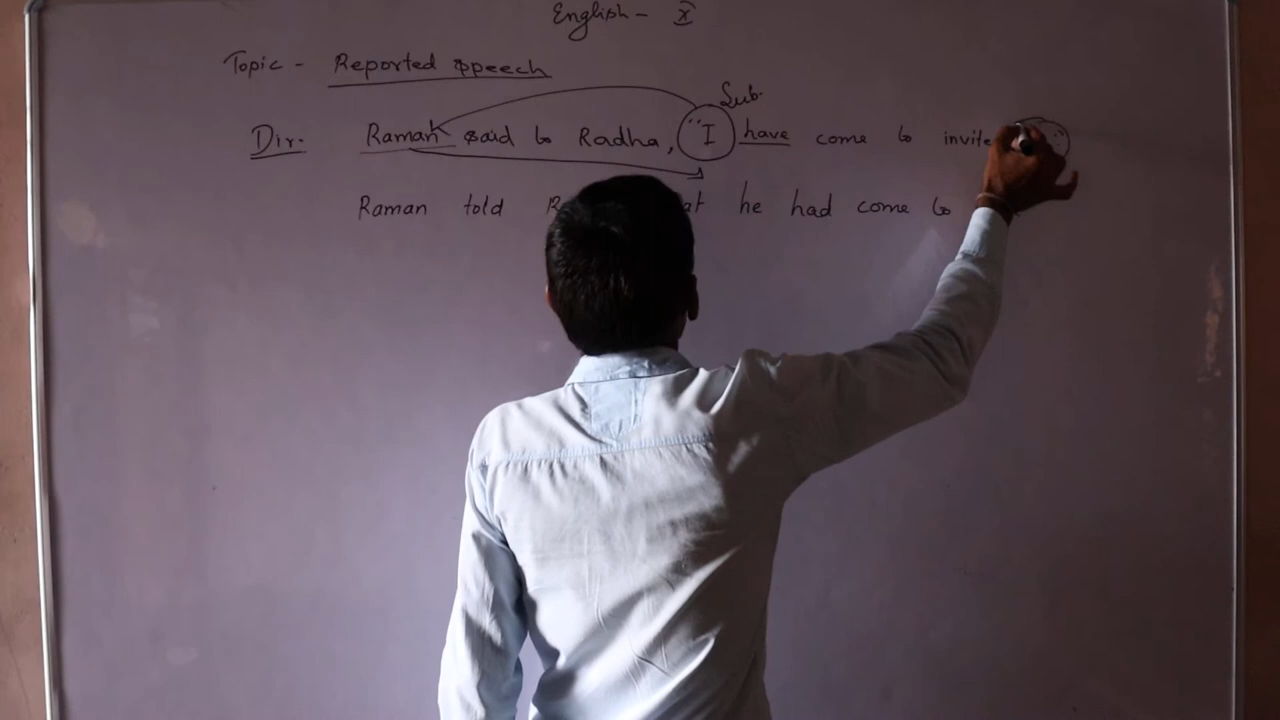 English - X
Topic - Reported speech
Sub.
Dir. Raman said to Radha, "I have come to invite
Raman told he had come to